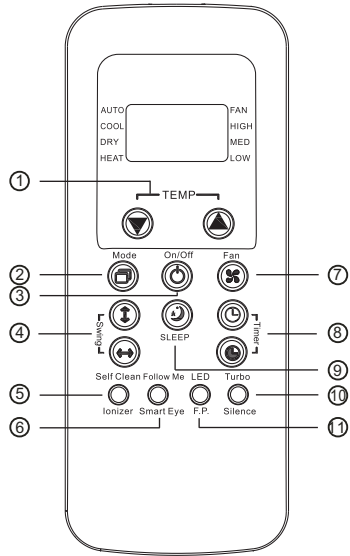 AUTO FAN
COOL HIGH
DRY MED
HEAT LOW
1 TEMP
Mode On/Off Fan
2 7
3
4 Swing Timer 8
SLEEP
9
Self Clean Follow Me LED Turbo
5 10
Ionizer Smart Eye F.P. Silence
6 11